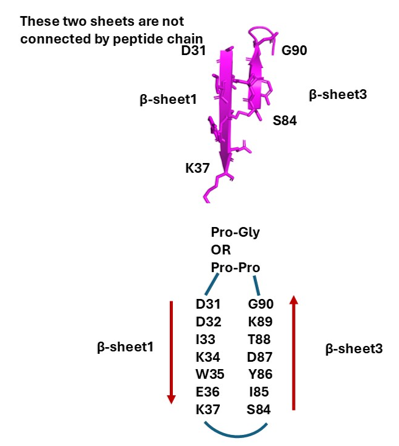 These two sheets are not
connected by peptide chain
D31
G90
β-sheet1
β-sheet3
S84
K37
Pro-Gly
OR
Pro-Pro
D31 G90
D32 K89
I33 T88
K34 D87
β-sheet1
β-sheet3
W35 Y86
E36 I85
K37 S84